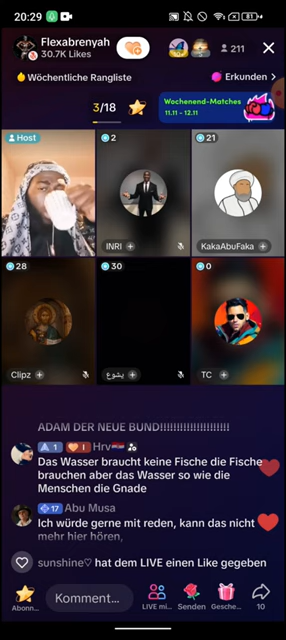 20:29
81
Flexabrenyah
30.7K Likes
211
Wöchentliche Rangliste
Erkunden >
3/18
Wochenend-Matches
11.11 - 12.11
Host
2
21
INRI
KakaAbuFaka
28
30
0
Clipz
يشوع
TC
ADAM DER NEUE BUND!!!!!!!!!!!!!!!!!!!!!!
1
1
Hrv
Das Wasser braucht keine Fische die Fische
brauchen aber das Wasser so wie die
Menschen die Gnade
17
Abu Musa
Ich würde gerne mit reden, kann das nicht
mehr hier hören,
sunshine♡ hat dem LIVE einen Like gegeben
Komment...
Abonn...
LIVE mi...
Senden
Gesche...
10